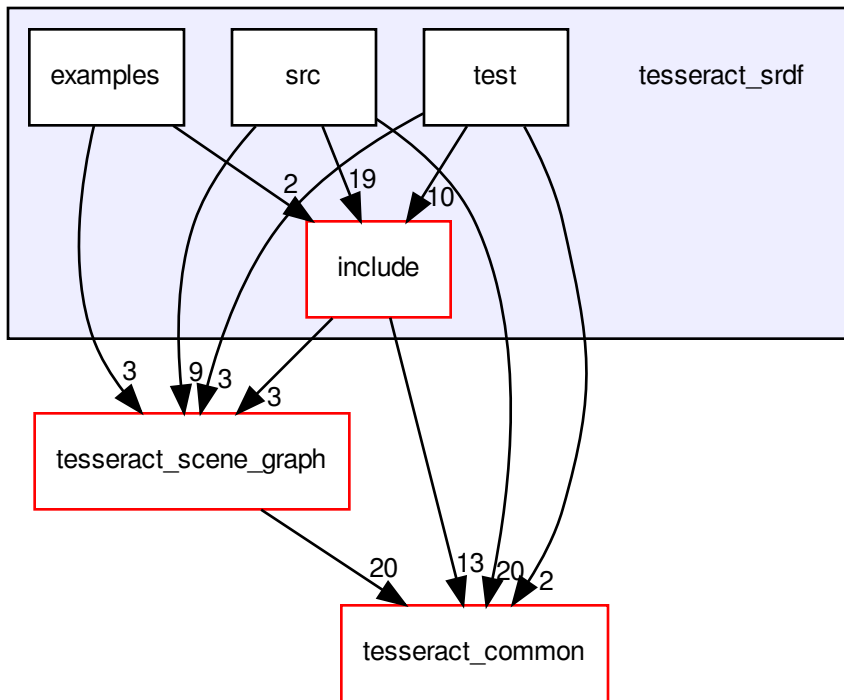 examples
src
test
tesseract_srdf
2
19
10
include
3
9
3
3
tesseract_scene_graph
20
13
20
2
tesseract_common